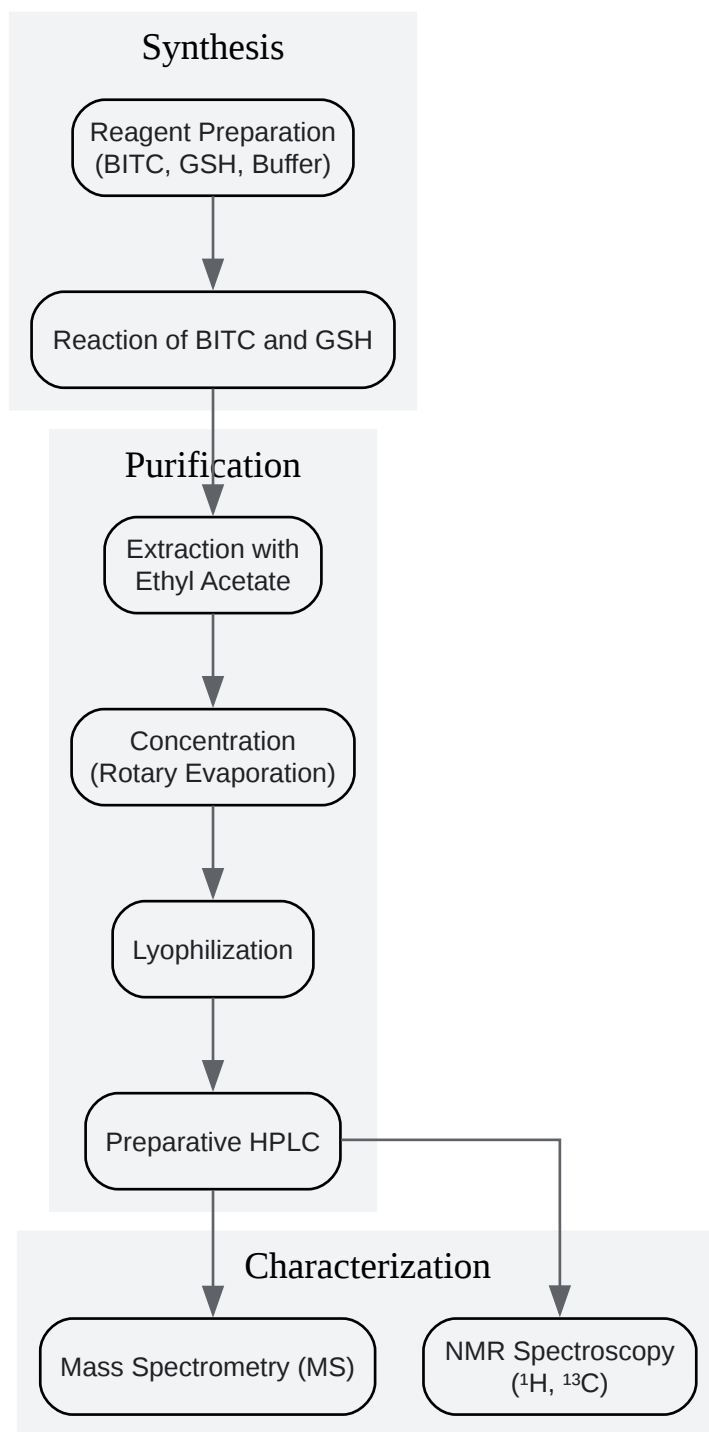 Synthesis
Reagent Preparation
(BITC, GSH, Buffer)
Reaction of BITC and GSH
Purification
Extraction with
Ethyl Acetate
Concentration
(Rotary Evaporation)
Lyophilization
Preparative HPLC
Characterization
Mass Spectrometry (MS)
NMR Spectroscopy
(¹H, ¹³C)